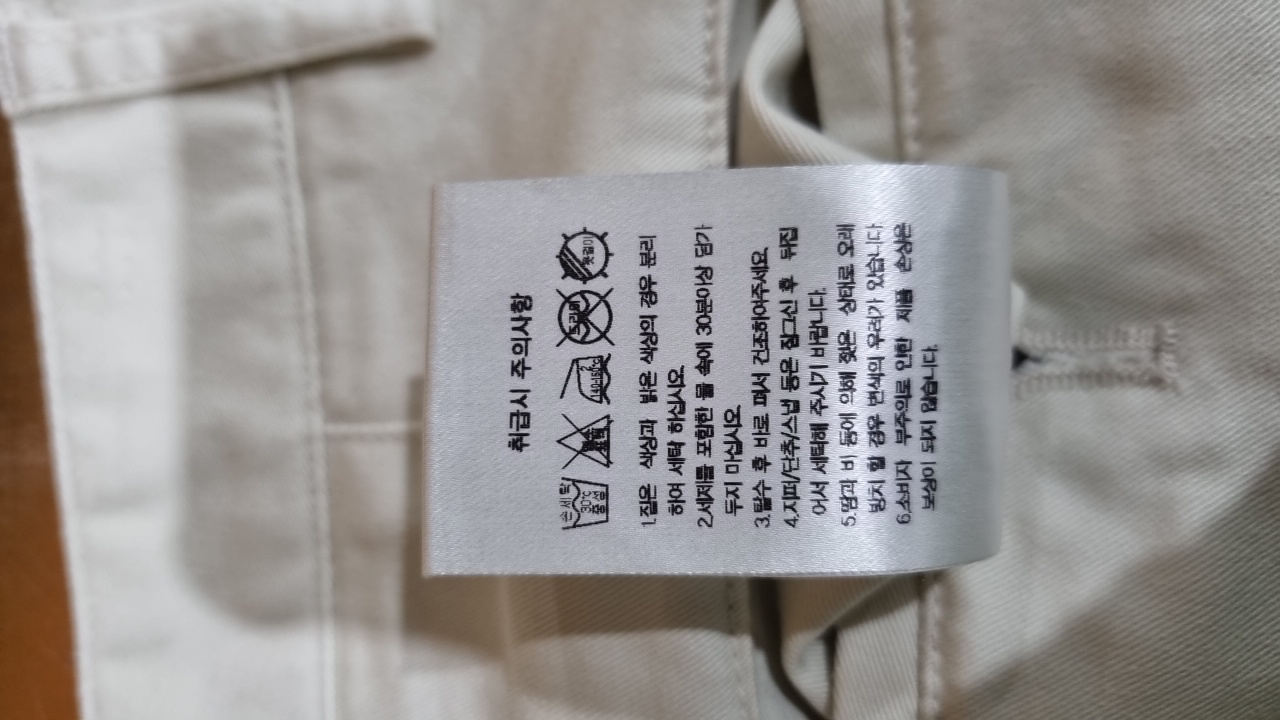 취급시 주의사항
손세탁
30℃
중성
옷걸이
드라이
1.짙은 색상과 밝은 색상의 경우 분리
하여 세탁 하십시오.
2.세제를 포함한 물 속에 30분이상 담가
두지 마십시오.
3.탈수 후 바로 펴서 건조하여주세요.
4.지퍼/단추/스냅 등은 잠그신 후 뒤집
어서 세탁해 주시기 바랍니다.
5.땀과 비 등에 의해 젖은 상태로 오래
방치 할 경우 변색의 우려가 있습니다
6.소비자 부주의로 인한 제품 손상은
보상이 되지 않습니다.